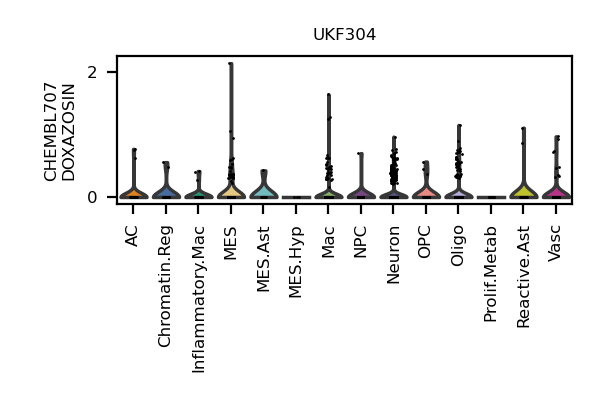 UKF304
CHEMBL707
DOXAZOSIN
2
0
AC
Chromatin.Reg
Inflammatory.Mac
MES
MES.Ast
MES.Hyp
Mac
NPC
Neuron
OPC
Oligo
Prolif.Metab
Reactive.Ast
Vasc